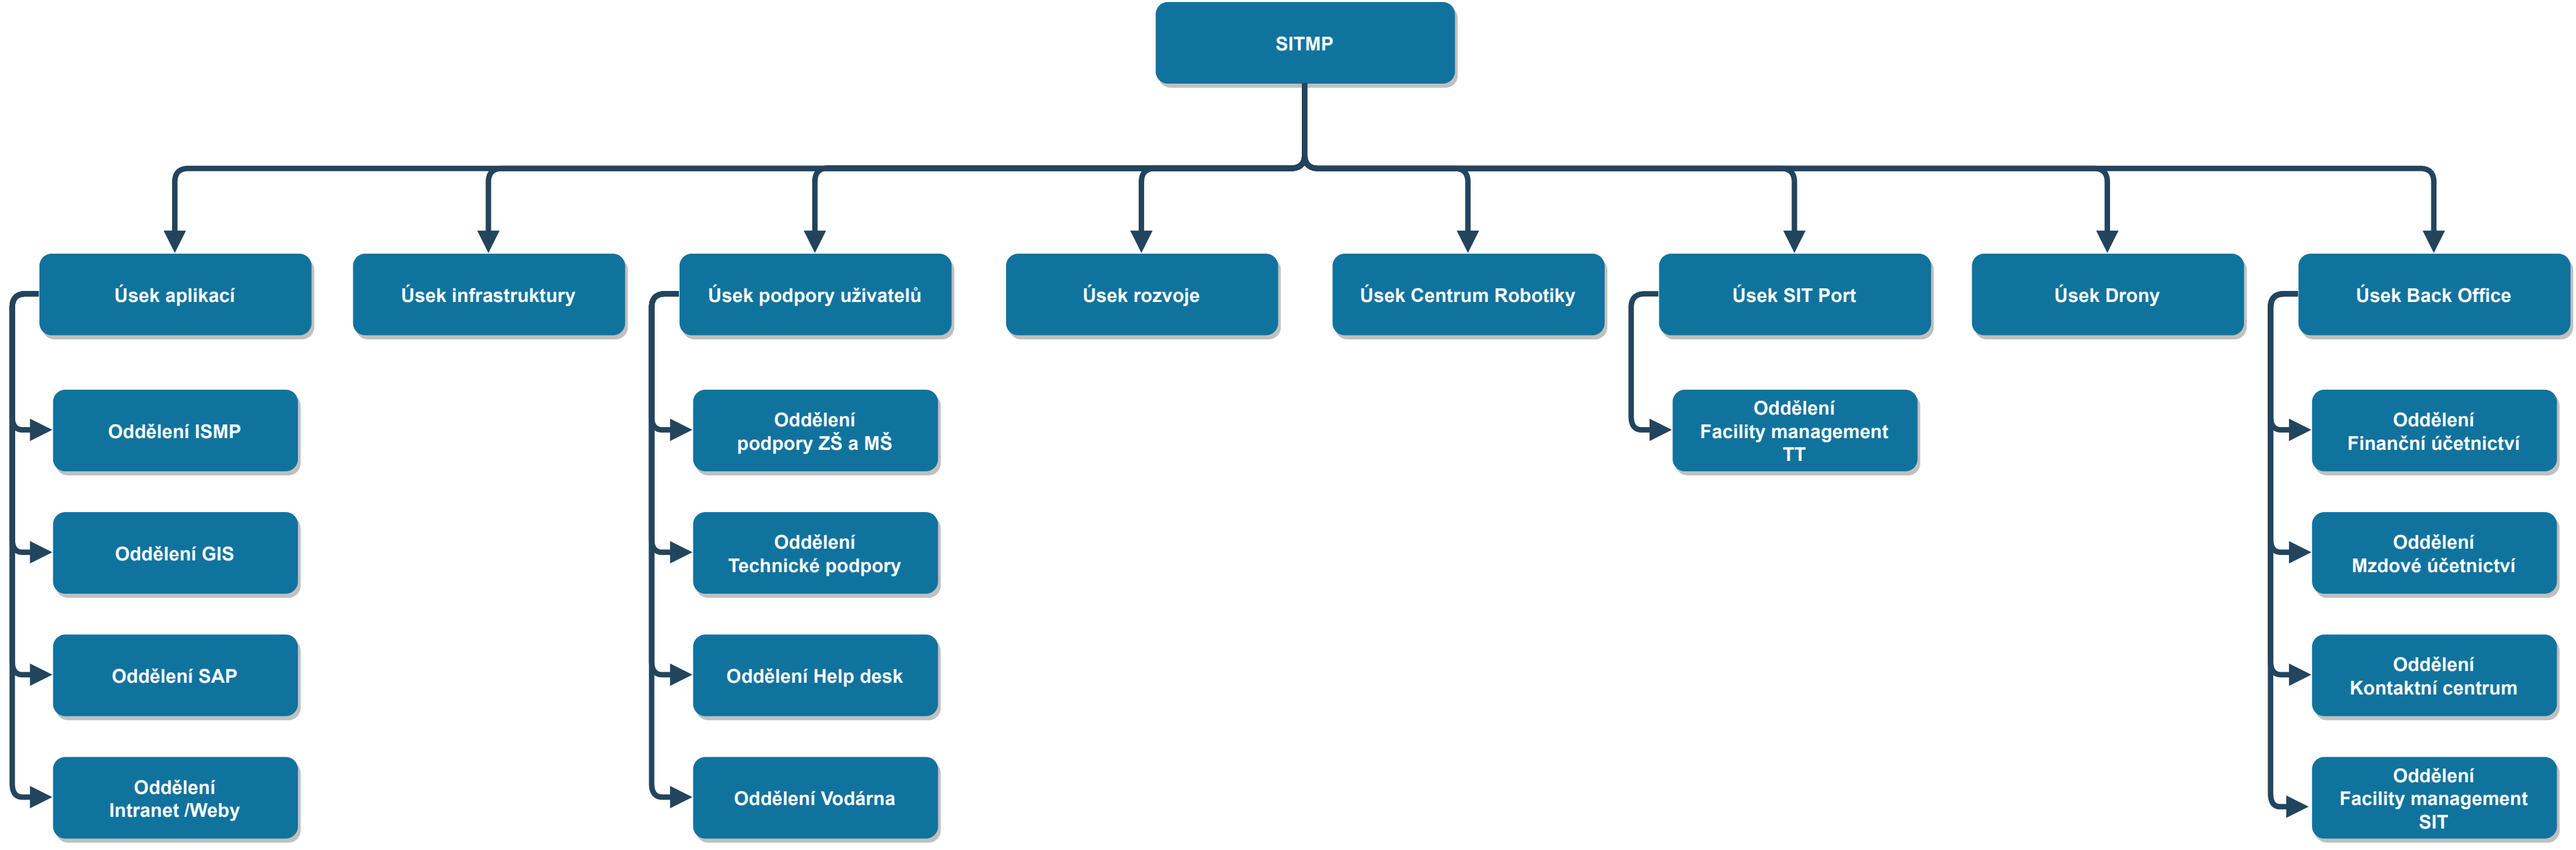 SITMP
Úsek aplikací
Úsek infrastruktury
Úsek podpory uživatelů
Úsek rozvoje
Úsek Centrum Robotiky
Úsek SIT Port
Úsek Drony
Úsek Back Office
Oddělení ISMP
Oddělení GIS
Oddělení SAP
Oddělení
Intranet /Weby
Oddělení
podpory ZŠ a MŠ
Oddělení
Technické podpory
Oddělení Help desk
Oddělení Vodárna
Oddělení
Facility management
TT
Oddělení
Finanční účetnictví
Oddělení
Mzdové účetnictví
Oddělení
Kontaktní centrum
Oddělení
Facility management
SIT